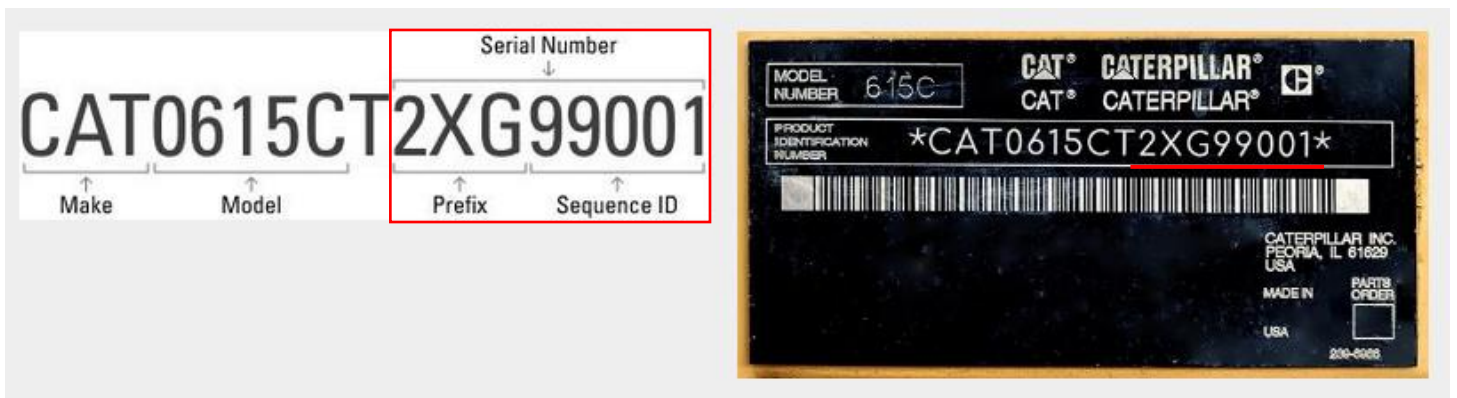 Serial Number
↓
CAT0615CT2XG99001
↑ ↑ ↑ ↑
Make Model Prefix Sequence ID
MODEL NUMBER 615C
CAT® CATERPILLAR®
CAT® CATERPILLAR®
PRODUCT IDENTIFICATION NUMBER *CAT0615CT2XG99001*
CATERPILLAR INC.
PEORIA, IL 61629
USA
MADE IN
USA
PARTS
ORDER